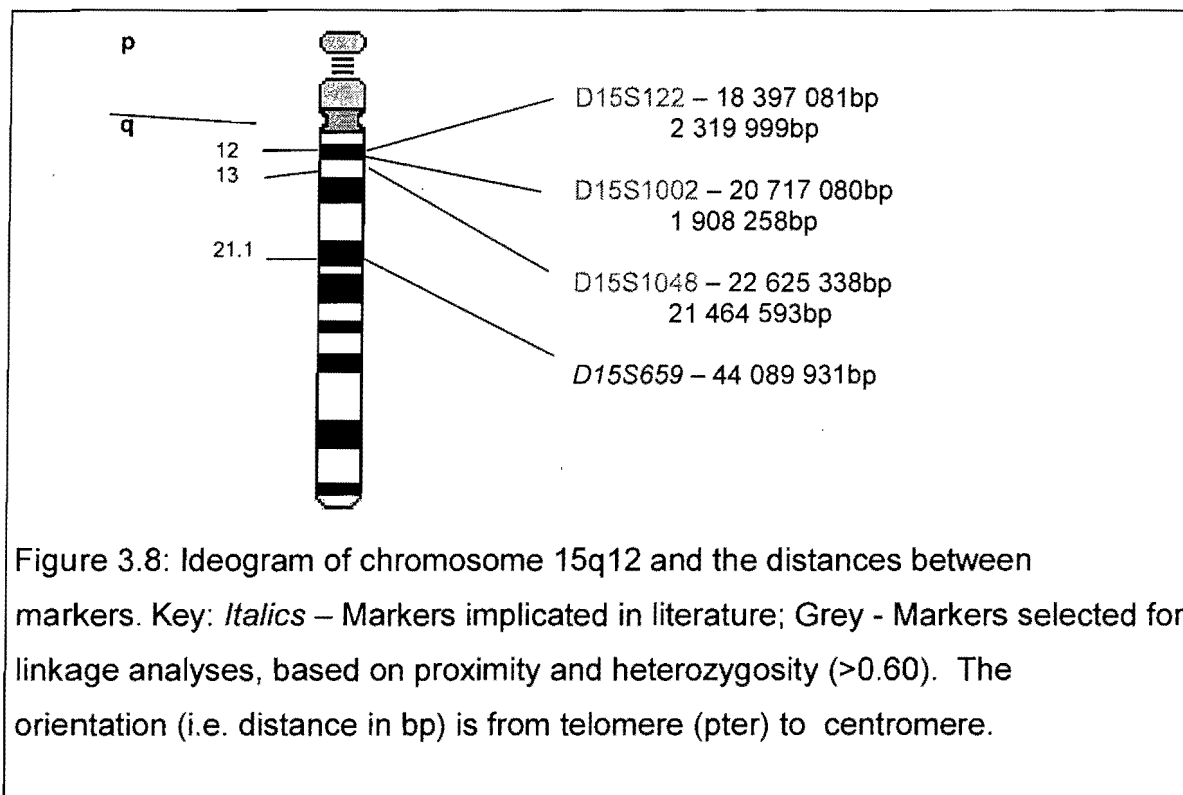 p
q
12
13
21.1
D15S122 – 18 397 081bp
2 319 999bp
D15S1002 – 20 717 080bp
1 908 258bp
D15S1048 – 22 625 338bp
21 464 593bp
D15S659 – 44 089 931bp
Figure 3.8: Ideogram of chromosome 15q12 and the distances between
markers. Key: Italics – Markers implicated in literature; Grey - Markers selected for
linkage analyses, based on proximity and heterozygosity (>0.60). The
orientation (i.e. distance in bp) is from telomere (pter) to centromere.